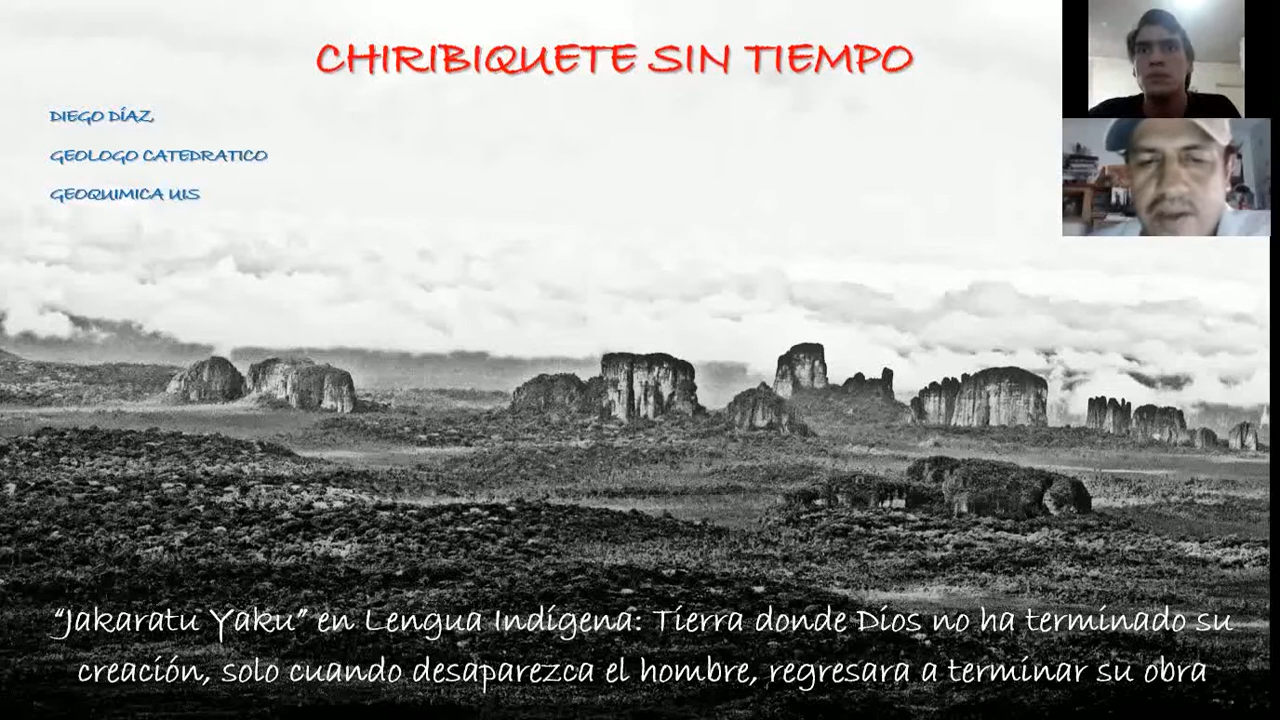 CHIRIBIQUETE SIN TIEMPO
DIEGO DÍAZ,
GEOLOGO CATEDRATICO
GEOQUIMICA UIS
“Jakaratu Yaku” en Lengua Indígena: Tierra donde Dios no ha terminado su
creación, solo cuando desaparezca el hombre, regresara a terminar su obra